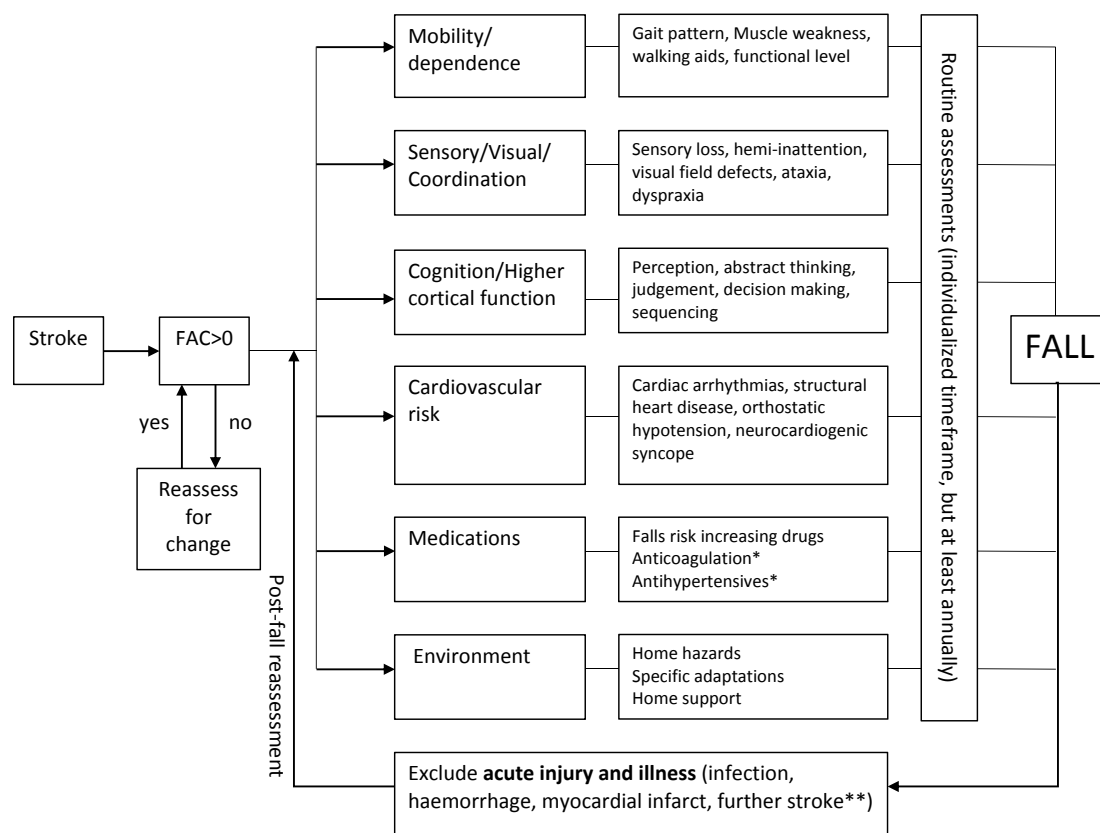 Stroke
FAC>0
yes
no
Reassess
for
change
Post-fall reassessment
Mobility/
dependence
Gait pattern, Muscle weakness,
walking aids, functional level
Sensory/Visual/
Coordination
Sensory loss, hemi-inattention,
visual field defects, ataxia,
dyspraxia
Cognition/Higher
cortical function
Perception, abstract thinking,
judgement, decision making,
sequencing
Cardiovascular
risk
Cardiac arrhythmias, structural
heart disease, orthostatic
hypotension, neurocardiogenic
syncope
Medications
Falls risk increasing drugs
Anticoagulation*
Antihypertensives*
Environment
Home hazards
Specific adaptations
Home support
Routine assessments (individualized timeframe, but at least annually)
FALL
Exclude acute injury and illness (infection,
haemorrhage, myocardial infarct, further stroke**)